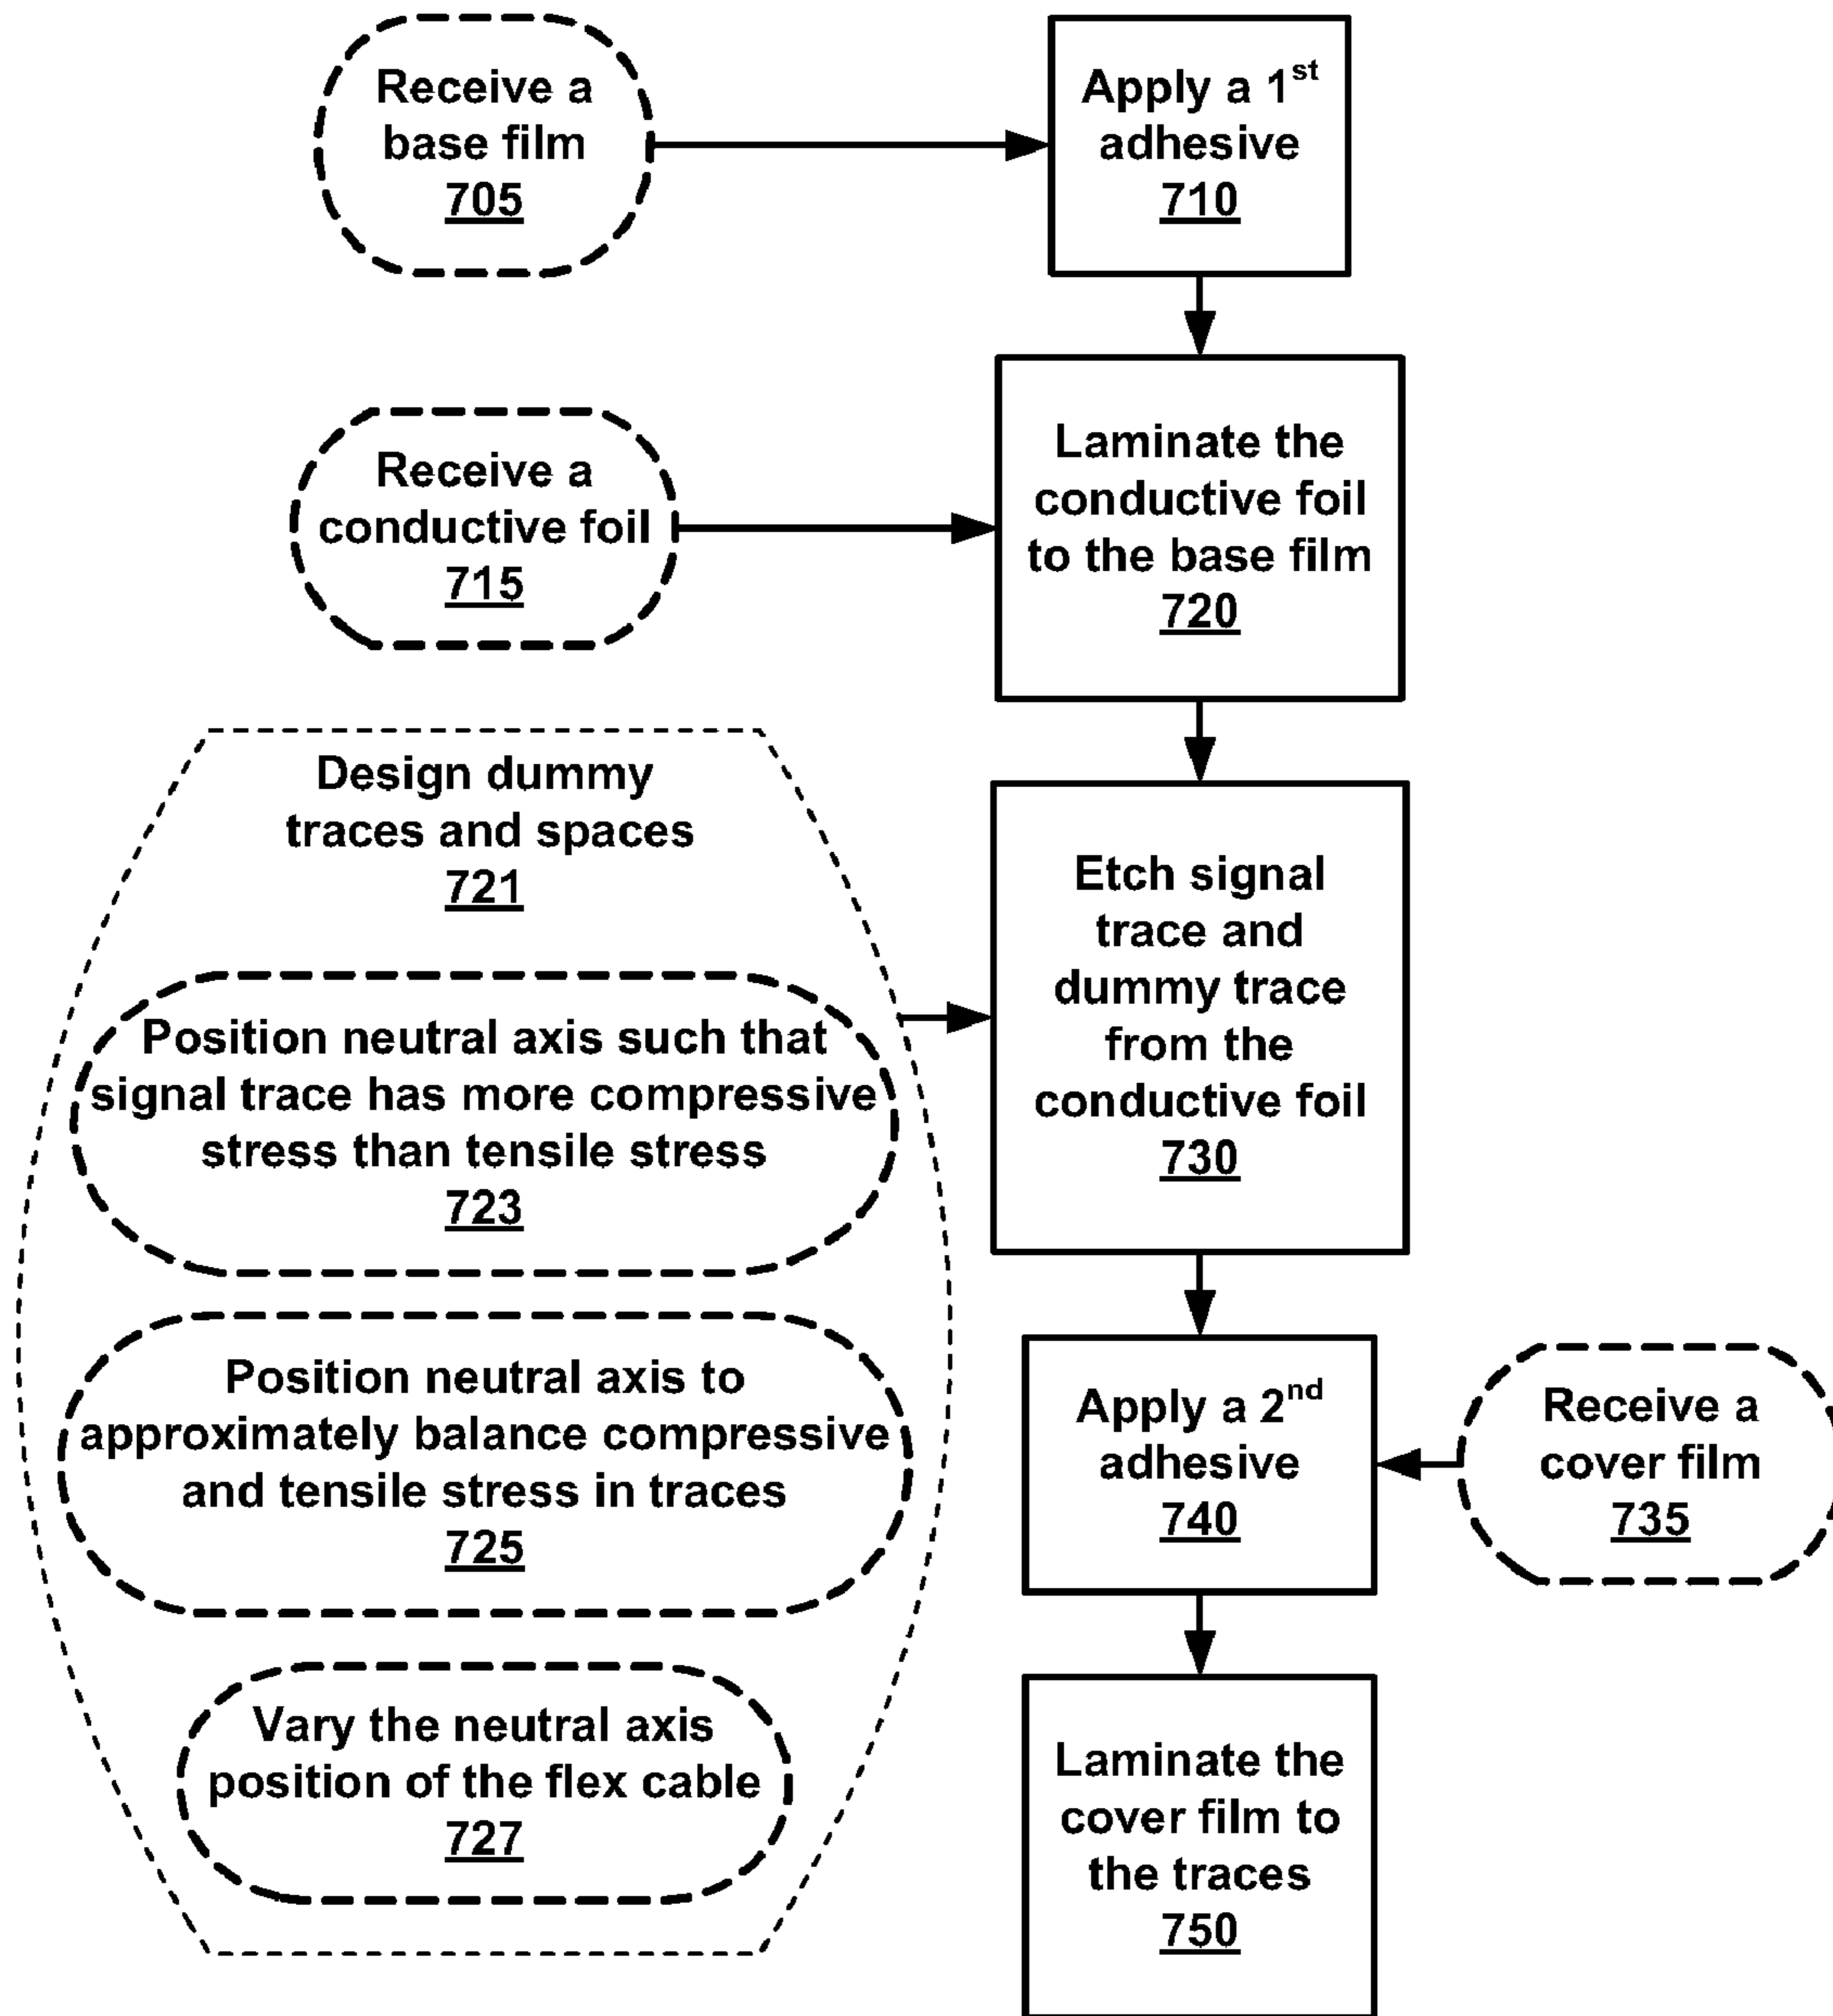 Receive a
base film
705
Apply a 1st
adhesive
710
Receive a
conductive foil
715
Laminate the
conductive foil
to the base film
720
Design dummy
traces and spaces
721
Position neutral axis such that
signal trace has more compressive
stress than tensile stress
723
Position neutral axis to
approximately balance compressive
and tensile stress in traces
725
Vary the neutral axis
position of the flex cable
727
Etch signal
trace and
dummy trace
from the
conductive foil
730
Apply a 2nd
adhesive
740
Receive a
cover film
735
Laminate the
cover film to
the traces
750